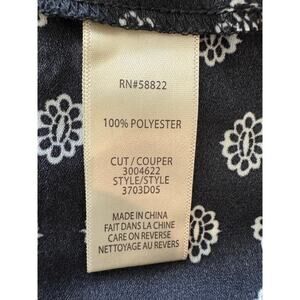 RN#58822
100% POLYESTER
CUT / COUPER
3004622
STYLE/STYLE
3703D05
MADE IN CHINA
FAIT DANS LA CHINE
CARE ON REVERSE
NETTOYAGE AU REVERS